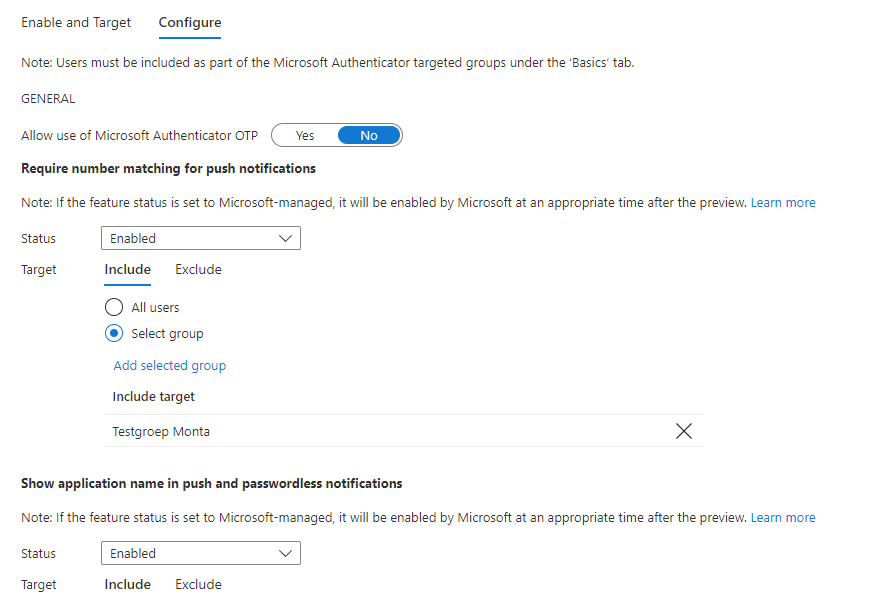 Enable and Target Configure
Note: Users must be included as part of the Microsoft Authenticator targeted groups under the 'Basics' tab.
GENERAL
Allow use of Microsoft Authenticator OTP Yes No
Require number matching for push notifications
Note: If the feature status is set to Microsoft-managed, it will be enabled by Microsoft at an appropriate time after the preview. Learn more
Status Enabled
Target Include Exclude
All users
Select group
Add selected group
Include target
Testgroep Monta
Show application name in push and passwordless notifications
Note: If the feature status is set to Microsoft-managed, it will be enabled by Microsoft at an appropriate time after the preview. Learn more
Status Enabled
Target Include Exclude